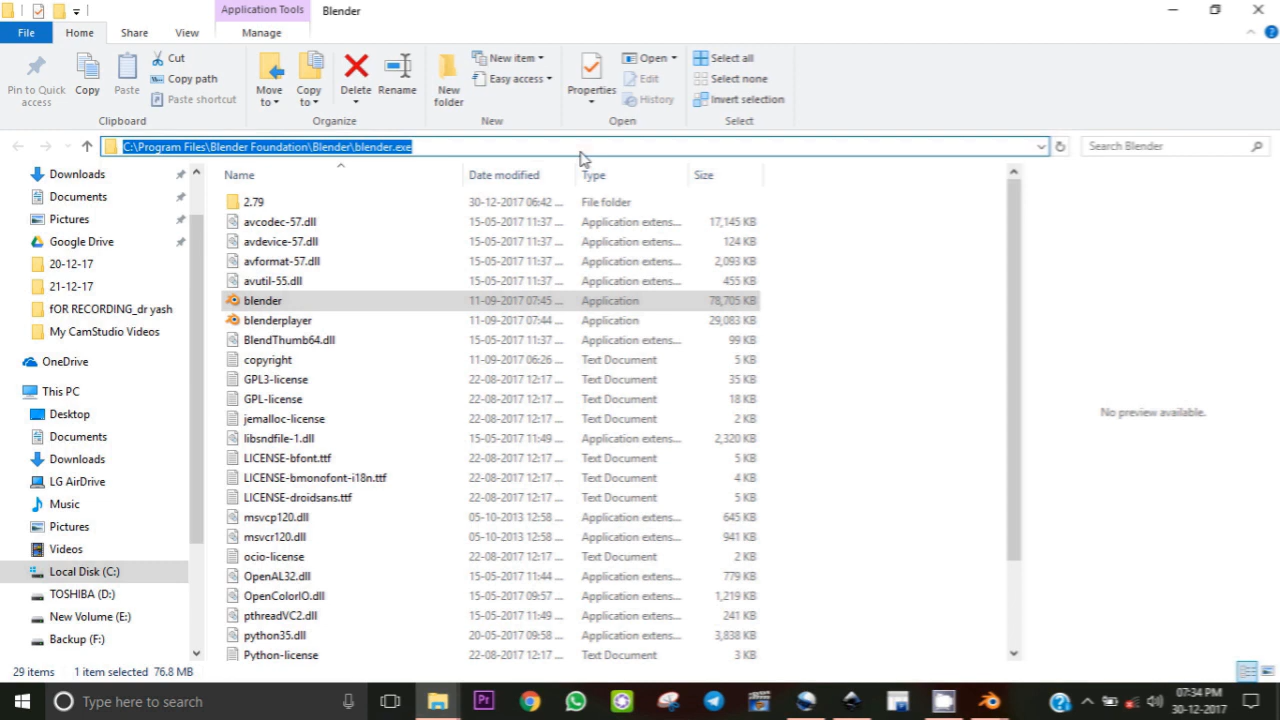 Application Tools Blender
File Home Share View Manage
Pin to Quick access
Copy
Paste
Cut
Copy path
Paste shortcut
Clipboard
Move to
Copy to
Delete
Rename
Organize
New folder
New item
Easy access
New
Properties
Open
Edit
History
Open
Select all
Select none
Invert selection
Select
C:\Program Files\Blender Foundation\Blender\blender.exe
Search Blender
Downloads
Documents
Pictures
Google Drive
20-12-17
21-12-17
fOR RECORDING_dr yash
My CamStudio Videos
OneDrive
This PC
Desktop
Documents
Downloads
LG AirDrive
Music
Pictures
Videos
Local Disk (C:)
TOSHIBA (D:)
New Volume (E:)
Backup (F:)
Name Date modified Type Size
2.79 30-12-2017 06:42 ... File folder
avcodec-57.dll 15-05-2017 11:37 ... Application extens... 17,145 KB
avdevice-57.dll 15-05-2017 11:37 ... Application extens... 124 KB
avformat-57.dll 15-05-2017 11:37 ... Application extens... 2,093 KB
avutil-55.dll 15-05-2017 11:37 ... Application extens... 455 KB
blender 11-09-2017 07:45 ... Application 78,705 KB
blenderplayer 11-09-2017 07:44 ... Application 29,083 KB
BlendThumb64.dll 15-05-2017 11:37 ... Application extens... 99 KB
copyright 11-09-2017 06:26 ... Text Document 5 KB
GPL3-license 22-08-2017 12:17 ... Text Document 35 KB
GPL-license 22-08-2017 12:17 ... Text Document 18 KB
jemalloc-license 22-08-2017 12:17 ... Text Document 2 KB
libsndfile-1.dll 15-05-2017 11:49 ... Application extens... 2,320 KB
LICENSE-bfont.ttf 22-08-2017 12:17 ... Text Document 5 KB
LICENSE-bmonofont-i18n.ttf 22-08-2017 12:17 ... Text Document 4 KB
LICENSE-droidsans.ttf 22-08-2017 12:17 ... Text Document 5 KB
msvcp120.dll 05-10-2013 12:58 ... Application extens... 645 KB
msvcr120.dll 05-10-2013 12:58 ... Application extens... 941 KB
ocio-license 22-08-2017 12:17 ... Text Document 2 KB
OpenAL32.dll 15-05-2017 11:44 ... Application extens... 779 KB
OpenColorIO.dll 15-05-2017 09:57 ... Application extens... 1,219 KB
pthreadVC2.dll 15-05-2017 11:49 ... Application extens... 241 KB
python35.dll 20-05-2017 09:58 ... Application extens... 3,838 KB
Python-license 22-08-2017 12:17 ... Text Document 3 KB
No preview available.
29 items 1 item selected 76.8 MB
Type here to search
Pr
07:34 PM
30-12-2017